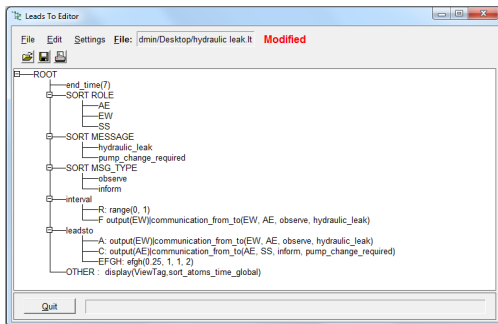 Leads To Editor
File Edit Settings File: dmin/Desktop/hydraulic leak.lt Modified
ROOT
end_time(7)
SORT ROLE
AE
EW
SS
SORT MESSAGE
hydraulic_leak
pump_change_required
SORT MSG_TYPE
observe
inform
interval
R: range(0, 1)
F output(EW)|communication_from_to(EW, AE, observe, hydraulic_leak)
leadsto
A: output(EW)|communication_from_to(EW, AE, observe, hydraulic_leak)
C: output(AE)|communication_from_to(AE, SS, inform, pump_change_required)
EFGH: efgh(0.25, 1, 1, 2)
OTHER : display(ViewTag,sort_atoms_time_global)
Quit